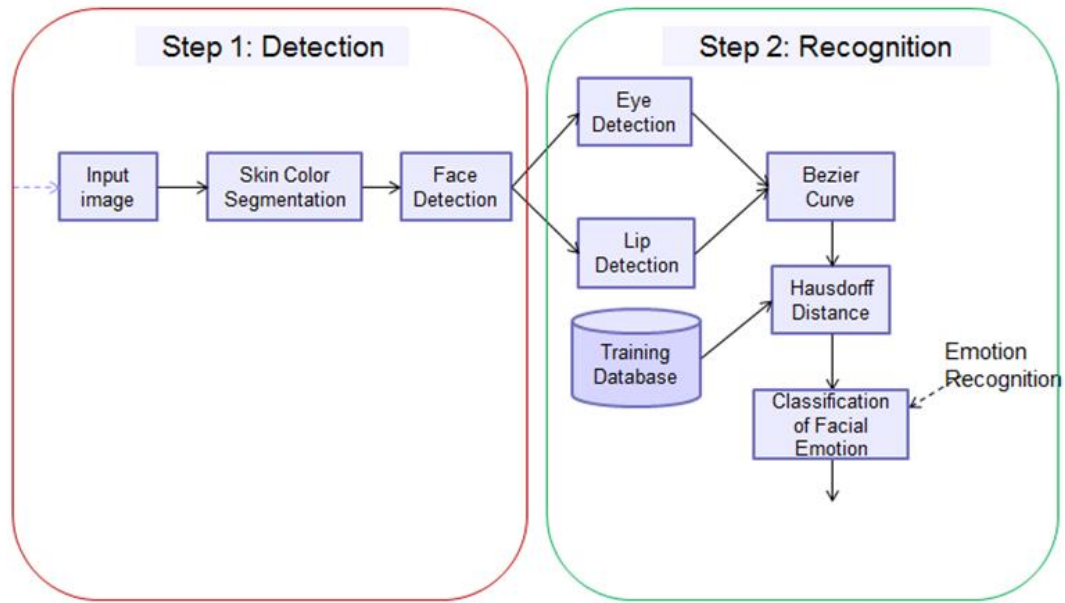 Step 1: Detection
Input
image
Skin Color
Segmentation
Face
Detection
Step 2: Recognition
Eye
Detection
Lip
Detection
Bezier
Curve
Hausdorff
Distance
Training
Database
Emotion
Recognition
Classification
of Facial
Emotion